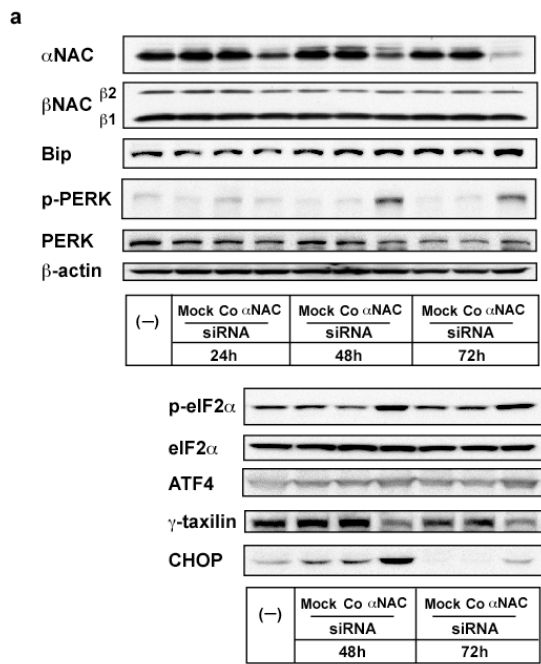 a
αNAC
βNAC β2
β1
Bip
p-PERK
PERK
β-actin
(−) Mock Co αNAC Mock Co αNAC Mock Co αNAC
siRNA siRNA siRNA
24h 48h 72h
p-eIF2α
eIF2α
ATF4
γ-taxilin
CHOP
(−) Mock Co αNAC Mock Co αNAC
siRNA siRNA
48h 72h